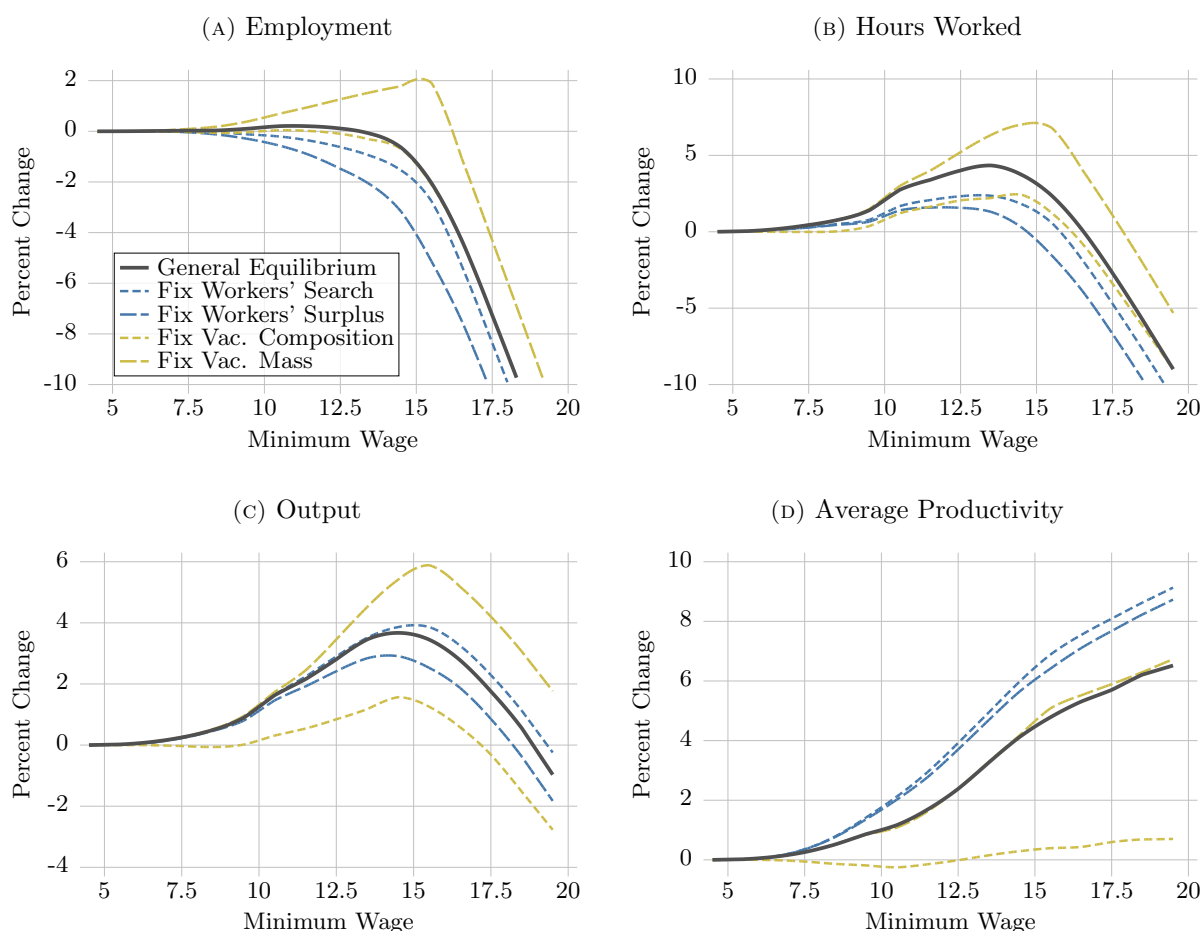 (A) Employment
Percent Change
2
0
-2
-4
-6
-8
-10
General Equilibrium
Fix Workers' Search
Fix Workers' Surplus
Fix Vac. Composition
Fix Vac. Mass
5 7.5 10 12.5 15 17.5 20
Minimum Wage
(B) Hours Worked
Percent Change
10
5
0
-5
-10
5 7.5 10 12.5 15 17.5 20
Minimum Wage
(C) Output
Percent Change
6
4
2
0
-2
-4
5 7.5 10 12.5 15 17.5 20
Minimum Wage
(D) Average Productivity
Percent Change
10
8
6
4
2
0
5 7.5 10 12.5 15 17.5 20
Minimum Wage